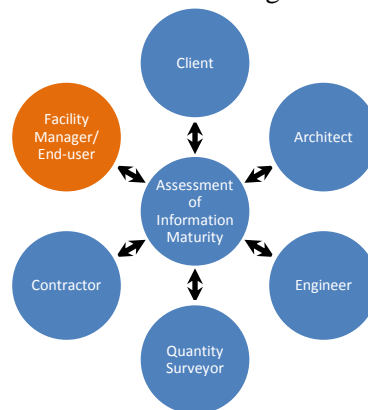 Client
Facility
Manager/
End-user
Architect
Assessment
of
Information
Maturity
Contractor
Engineer
Quantity
Surveyor